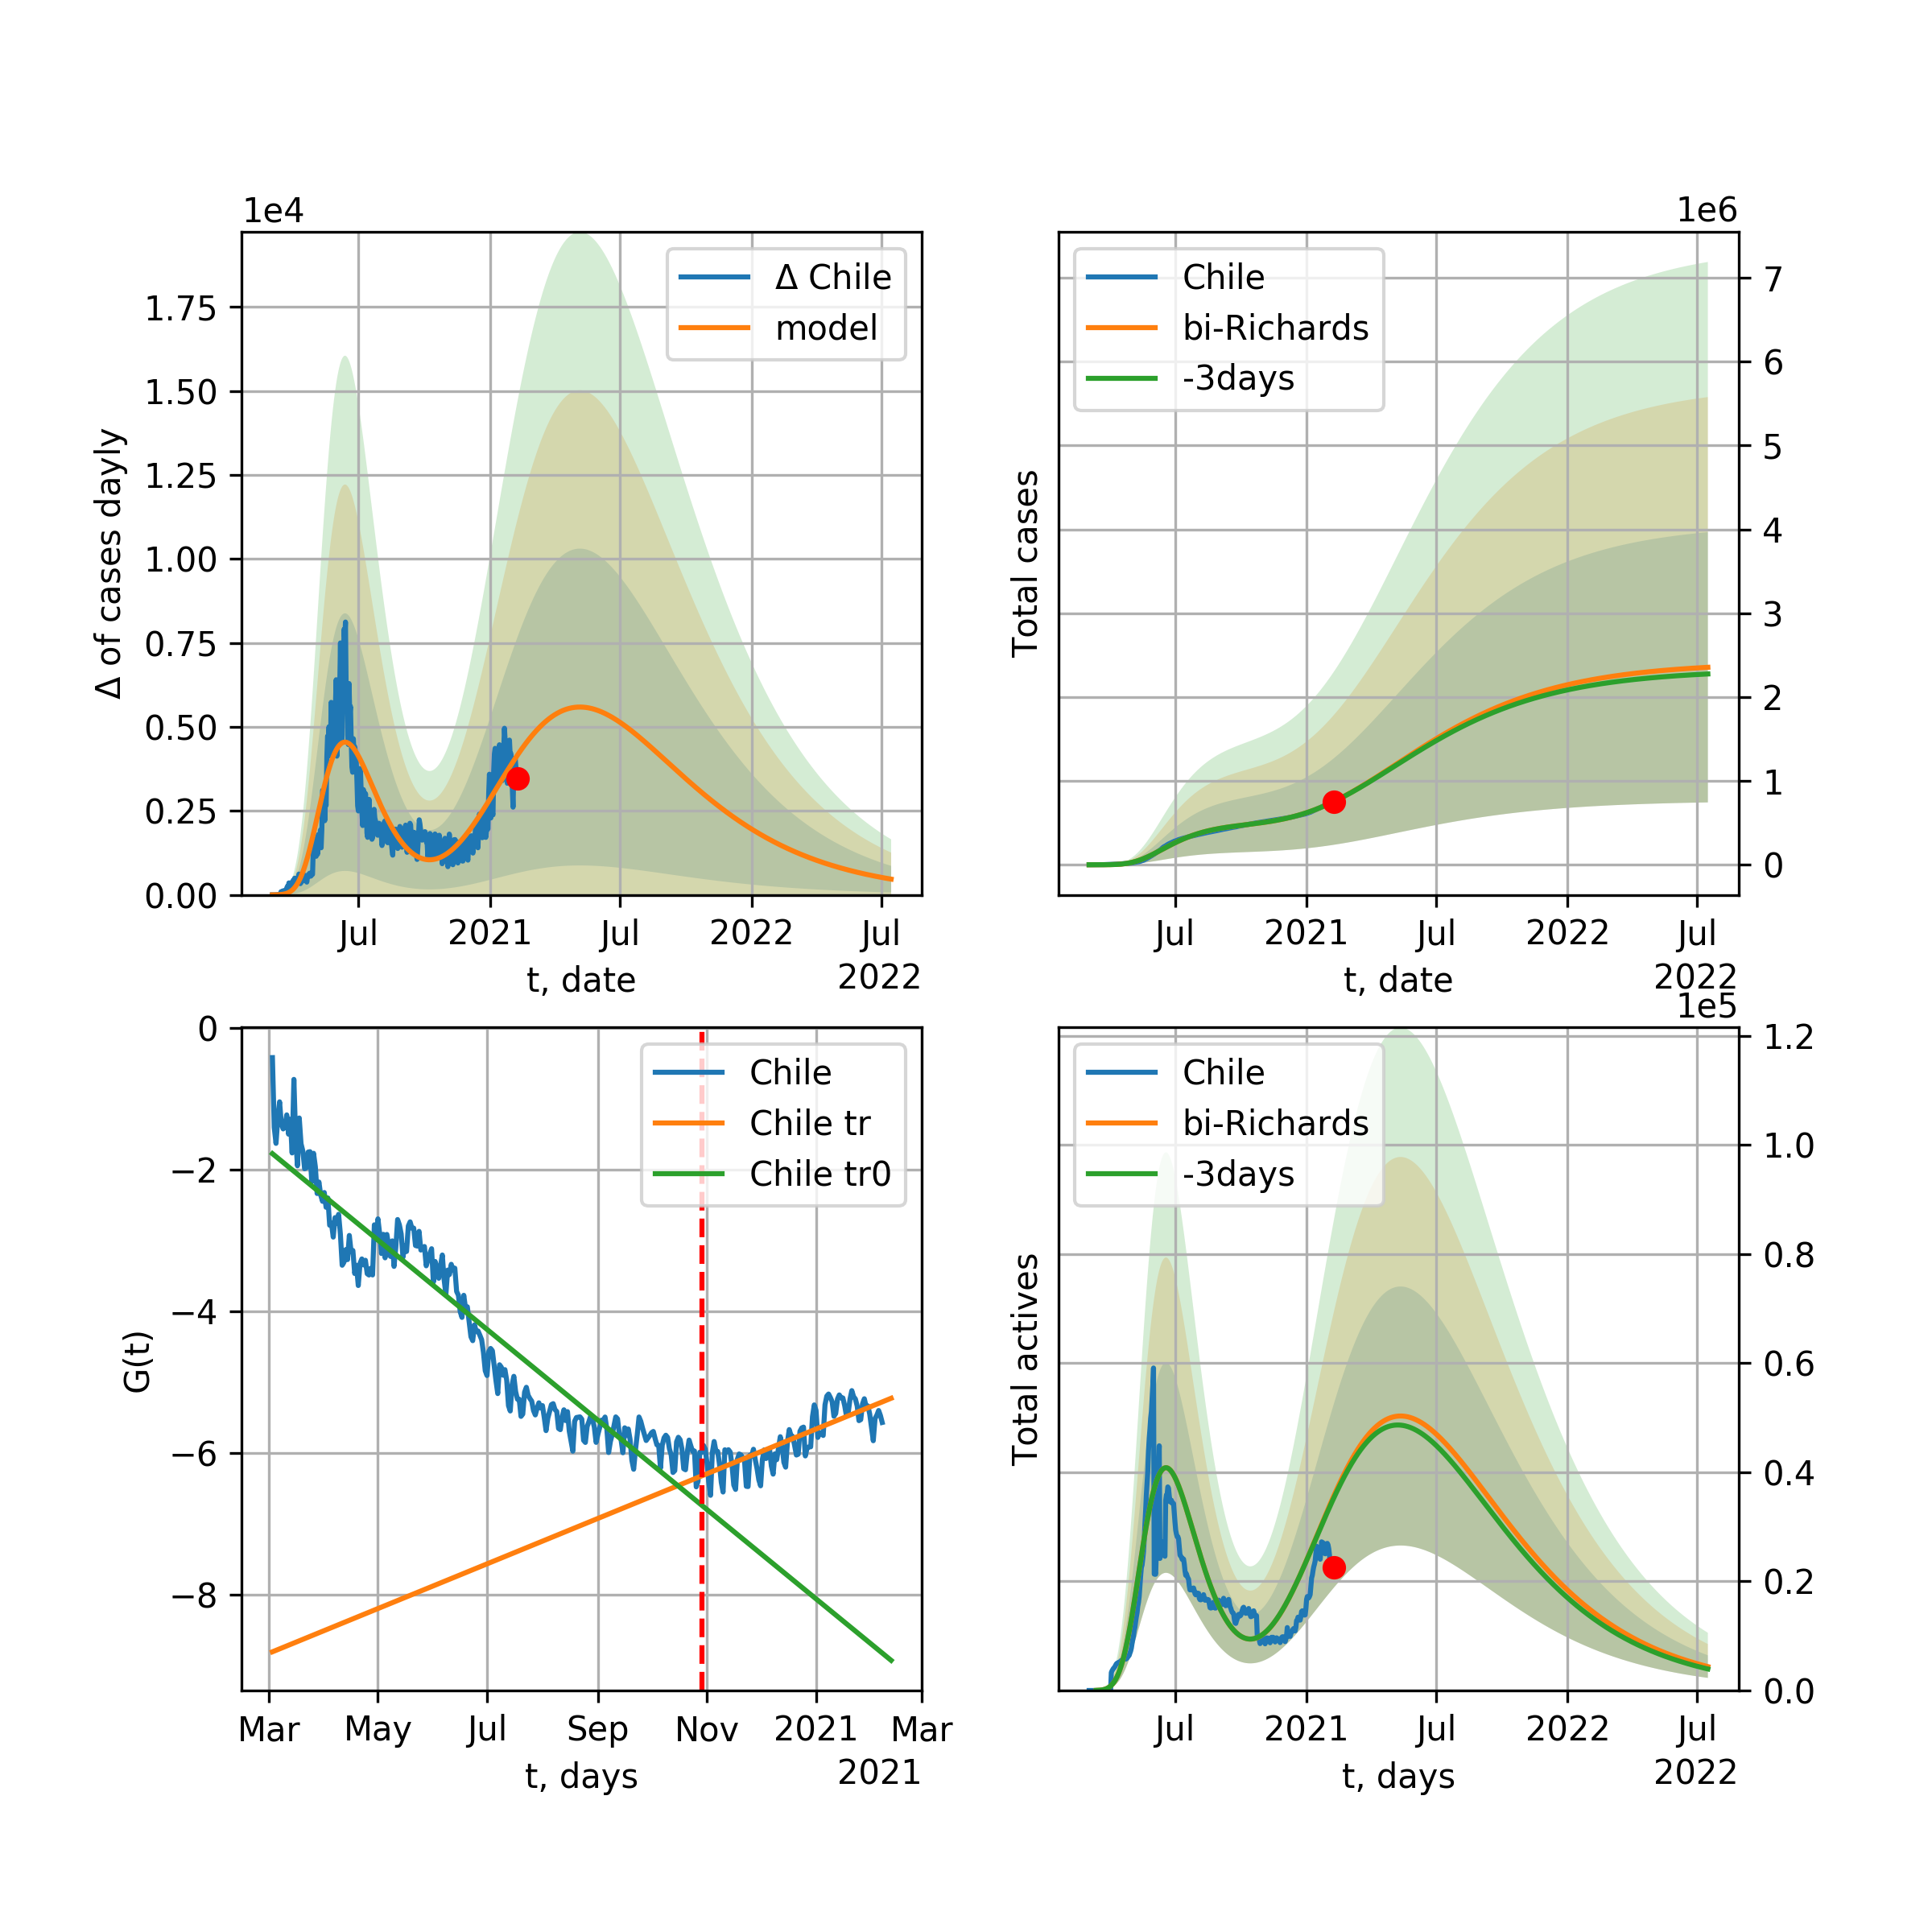 1e4
Δ of cases dayly
1.75
1.50
1.25
1.00
0.75
0.50
0.25
0.00
Δ Chile
model
Jul 2021 Jul 2022 Jul
2022
t, date
1e6
Total cases
Chile
bi-Richards
-3days
7
6
5
4
3
2
1
0
Jul 2021 Jul 2022 Jul
2022
t, date
G(t)
0
−2
−4
−6
−8
Chile
Chile tr
Chile tr0
Mar May Jul Sep Nov 2021 Mar
2021
t, days
1e5
Total actives
Chile
bi-Richards
-3days
1.2
1.0
0.8
0.6
0.4
0.2
0.0
Jul 2021 Jul 2022 Jul
2022
t, days